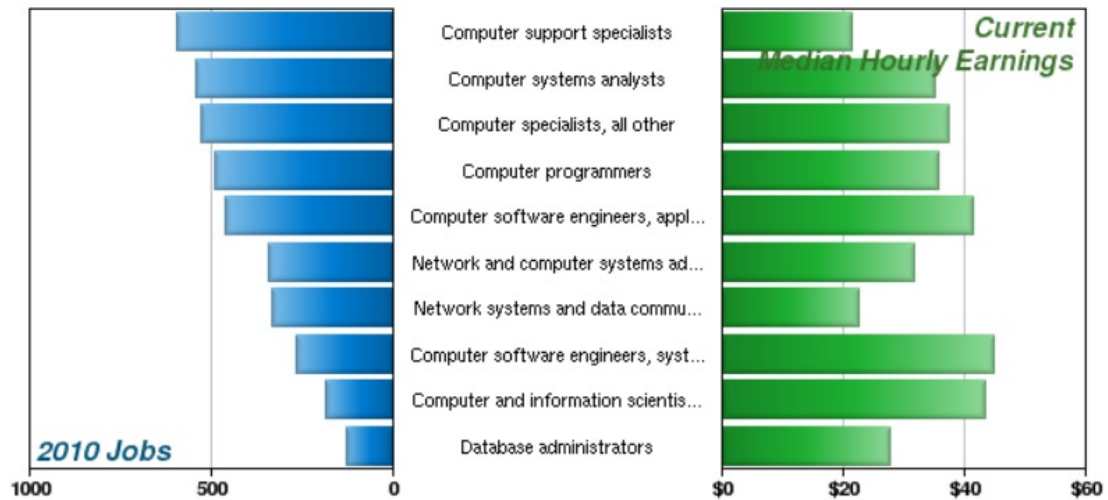 Current
Median Hourly Earnings
Computer support specialists
Computer systems analysts
Computer specialists, all other
Computer programmers
Computer software engineers, appl...
Network and computer systems ad...
Network systems and data commu...
Computer software engineers, syst...
Computer and information scientis...
Database administrators
2010 Jobs
1000 500 0 $0 $20 $40 $60